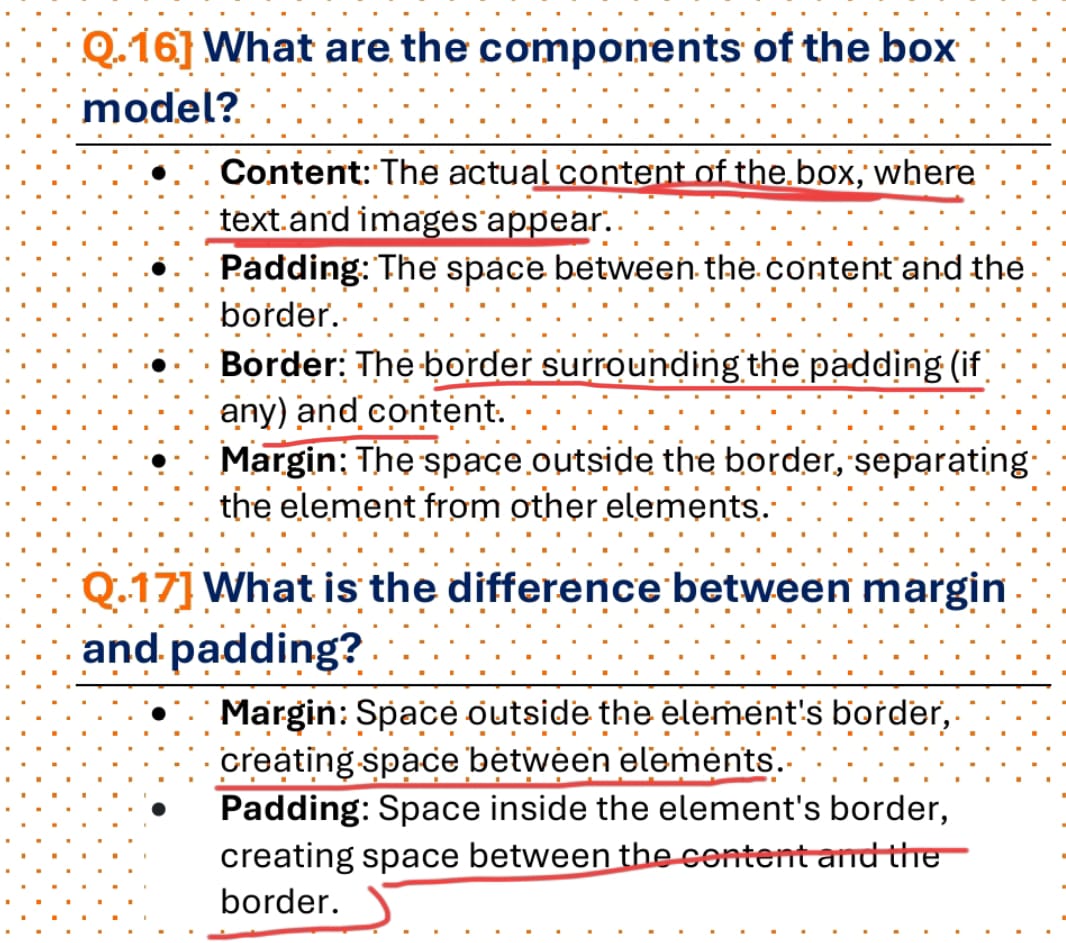 Q.16] What are the components of the box
model?
• Content: The actual content of the box, where
text and images appear.
• Padding: The space between the content and the
border.
• Border: The border surrounding the padding (if
any) and content.
• Margin: The space outside the border, separating
the element from other elements.
Q.17] What is the difference between margin
and padding?
• Margin: Space outside the element's border,
creating space between elements.
• Padding: Space inside the element's border,
creating space between the content and the
border.